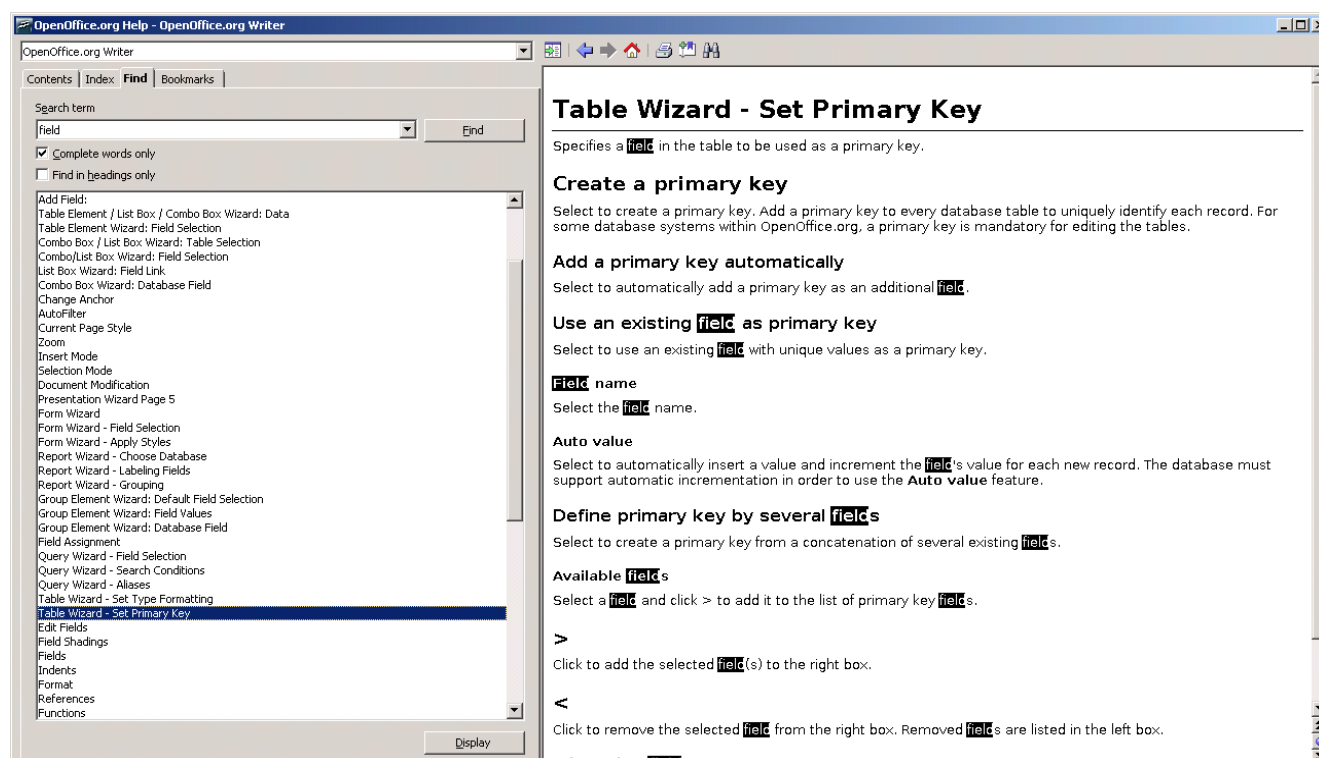 OpenOffice.org Help - OpenOffice.org Writer
OpenOffice.org Writer
Contents Index Find Bookmarks
Search term
field
Find
Complete words only
Find in headings only
Add Field:
Table Element / List Box / Combo Box Wizard: Data
Table Element Wizard: Field Selection
Combo Box / List Box Wizard: Table Selection
Combo/List Box Wizard: Field Selection
List Box Wizard: Field Link
Combo Box Wizard: Database Field
Change Anchor
AutoFilter
Current Page Style
Zoom
Insert Mode
Selection Mode
Document Modification
Presentation Wizard Page 5
Form Wizard
Form Wizard - Field Selection
Form Wizard - Apply Styles
Report Wizard - Choose Database
Report Wizard - Labeling Fields
Report Wizard - Grouping
Group Element Wizard: Default Field Selection
Group Element Wizard: Field Values
Group Element Wizard: Database Field
Field Assignment
Query Wizard - Field Selection
Query Wizard - Search Conditions
Query Wizard - Aliases
Table Wizard - Set Type Formatting
Table Wizard - Set Primary Key
Edit Fields
Field Shadings
Fields
Indents
Format
References
Functions
Display
Table Wizard - Set Primary Key
Specifies a field in the table to be used as a primary key.
Create a primary key
Select to create a primary key. Add a primary key to every database table to uniquely identify each record. For
some database systems within OpenOffice.org, a primary key is mandatory for editing the tables.
Add a primary key automatically
Select to automatically add a primary key as an additional field.
Use an existing field as primary key
Select to use an existing field with unique values as a primary key.
Field name
Select the field name.
Auto value
Select to automatically insert a value and increment the field's value for each new record. The database must
support automatic incrementation in order to use the Auto value feature.
Define primary key by several fields
Select to create a primary key from a concatenation of several existing fields.
Available fields
Select a field and click > to add it to the list of primary key fields.
>
Click to add the selected field(s) to the right box.
<
Click to remove the selected field from the right box. Removed fields are listed in the left box.